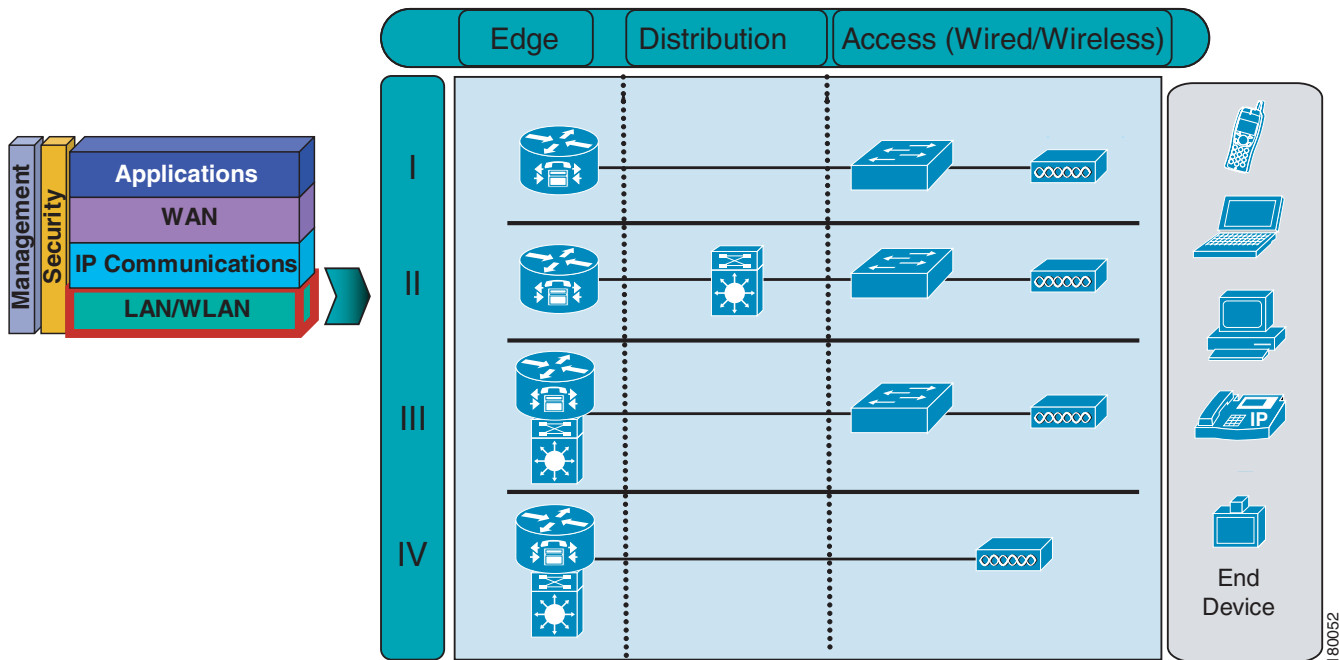 Edge
Distribution
Access (Wired/Wireless)
Management
Security
Applications
WAN
IP Communications
LAN/WLAN
I
II
III
IV
IP
End
Device
180052